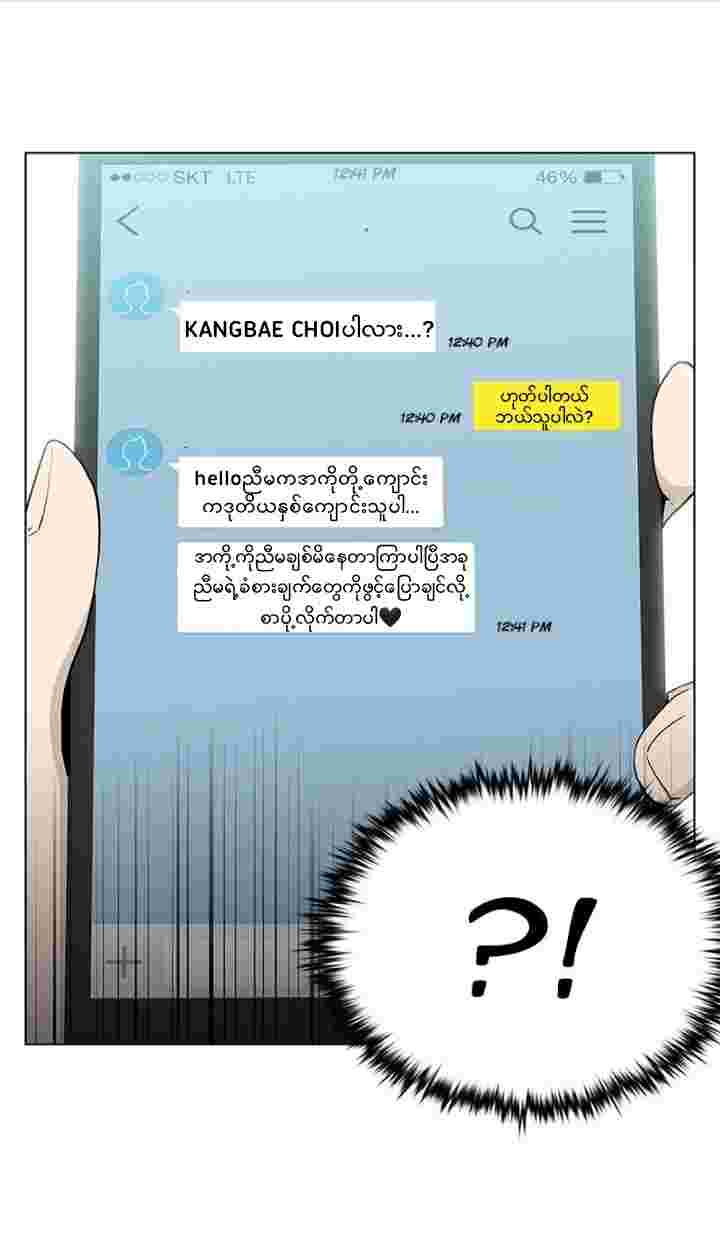 SKT LTE 12:41 PM 46%
KANGBAE CHOIပါလား...?
12:40 PM
ဟုတ်ပါတယ်
ဘယ်သူပါလဲ?
12:40 PM
helloညီမကအာကိုတို့ကျောင်း
ကဒုတိယနှစ်ကျောင်းသူပါ...
အာကို့ကိုညီမချစ်မိနေတာကြာပါပြီအခု
ညီမရဲ့ခံစားချက်တွေကိုဖွင့်ပြောချင်လို့
စာပို့လိုက်တာပါ🖤
12:41 PM
?!